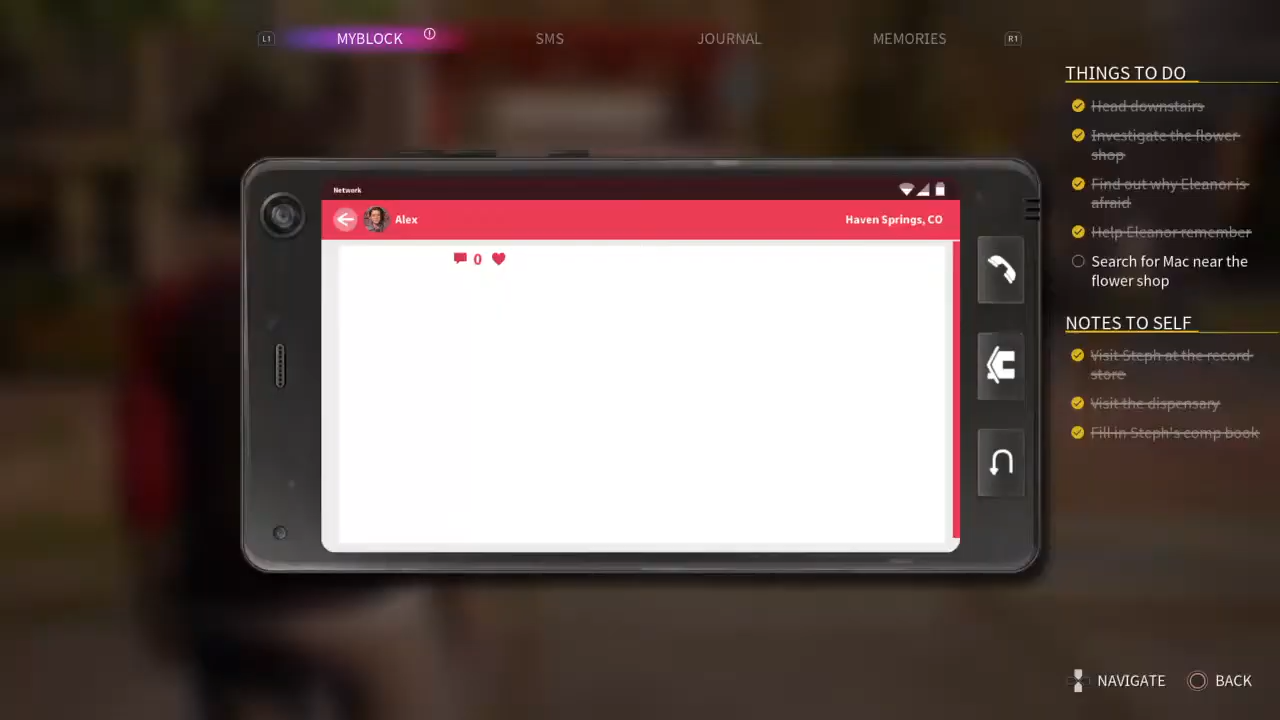 L1
MYBLOCK
SMS
JOURNAL
MEMORIES
R1
THINGS TO DO
Head downstairs
Investigate the flower
shop
Find out why Eleanor is
afraid
Help Eleanor remember
Search for Mac near the
flower shop
NOTES TO SELF
Visit Steph at the record
store
Visit the dispensary
Fill in Steph's comp book
Network
Alex
Haven Springs, CO
0
NAVIGATE
BACK